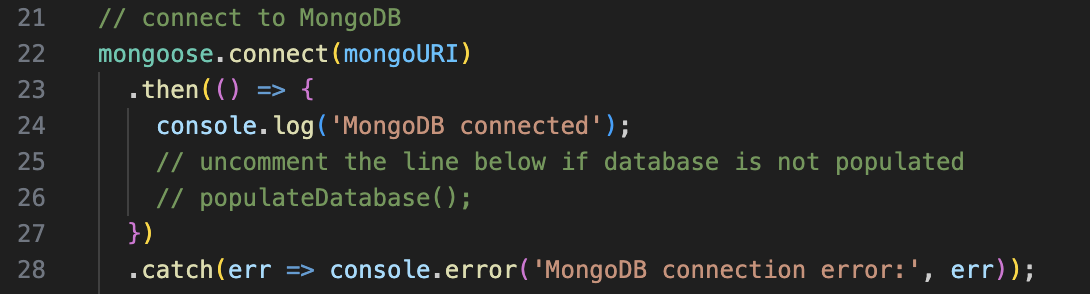 21 // connect to MongoDB
22 mongoose.connect(mongoURI)
23 .then(() => {
24 console.log('MongoDB connected');
25 // uncomment the line below if database is not populated
26 // populateDatabase();
27 })
28 .catch(err => console.error('MongoDB connection error:', err));